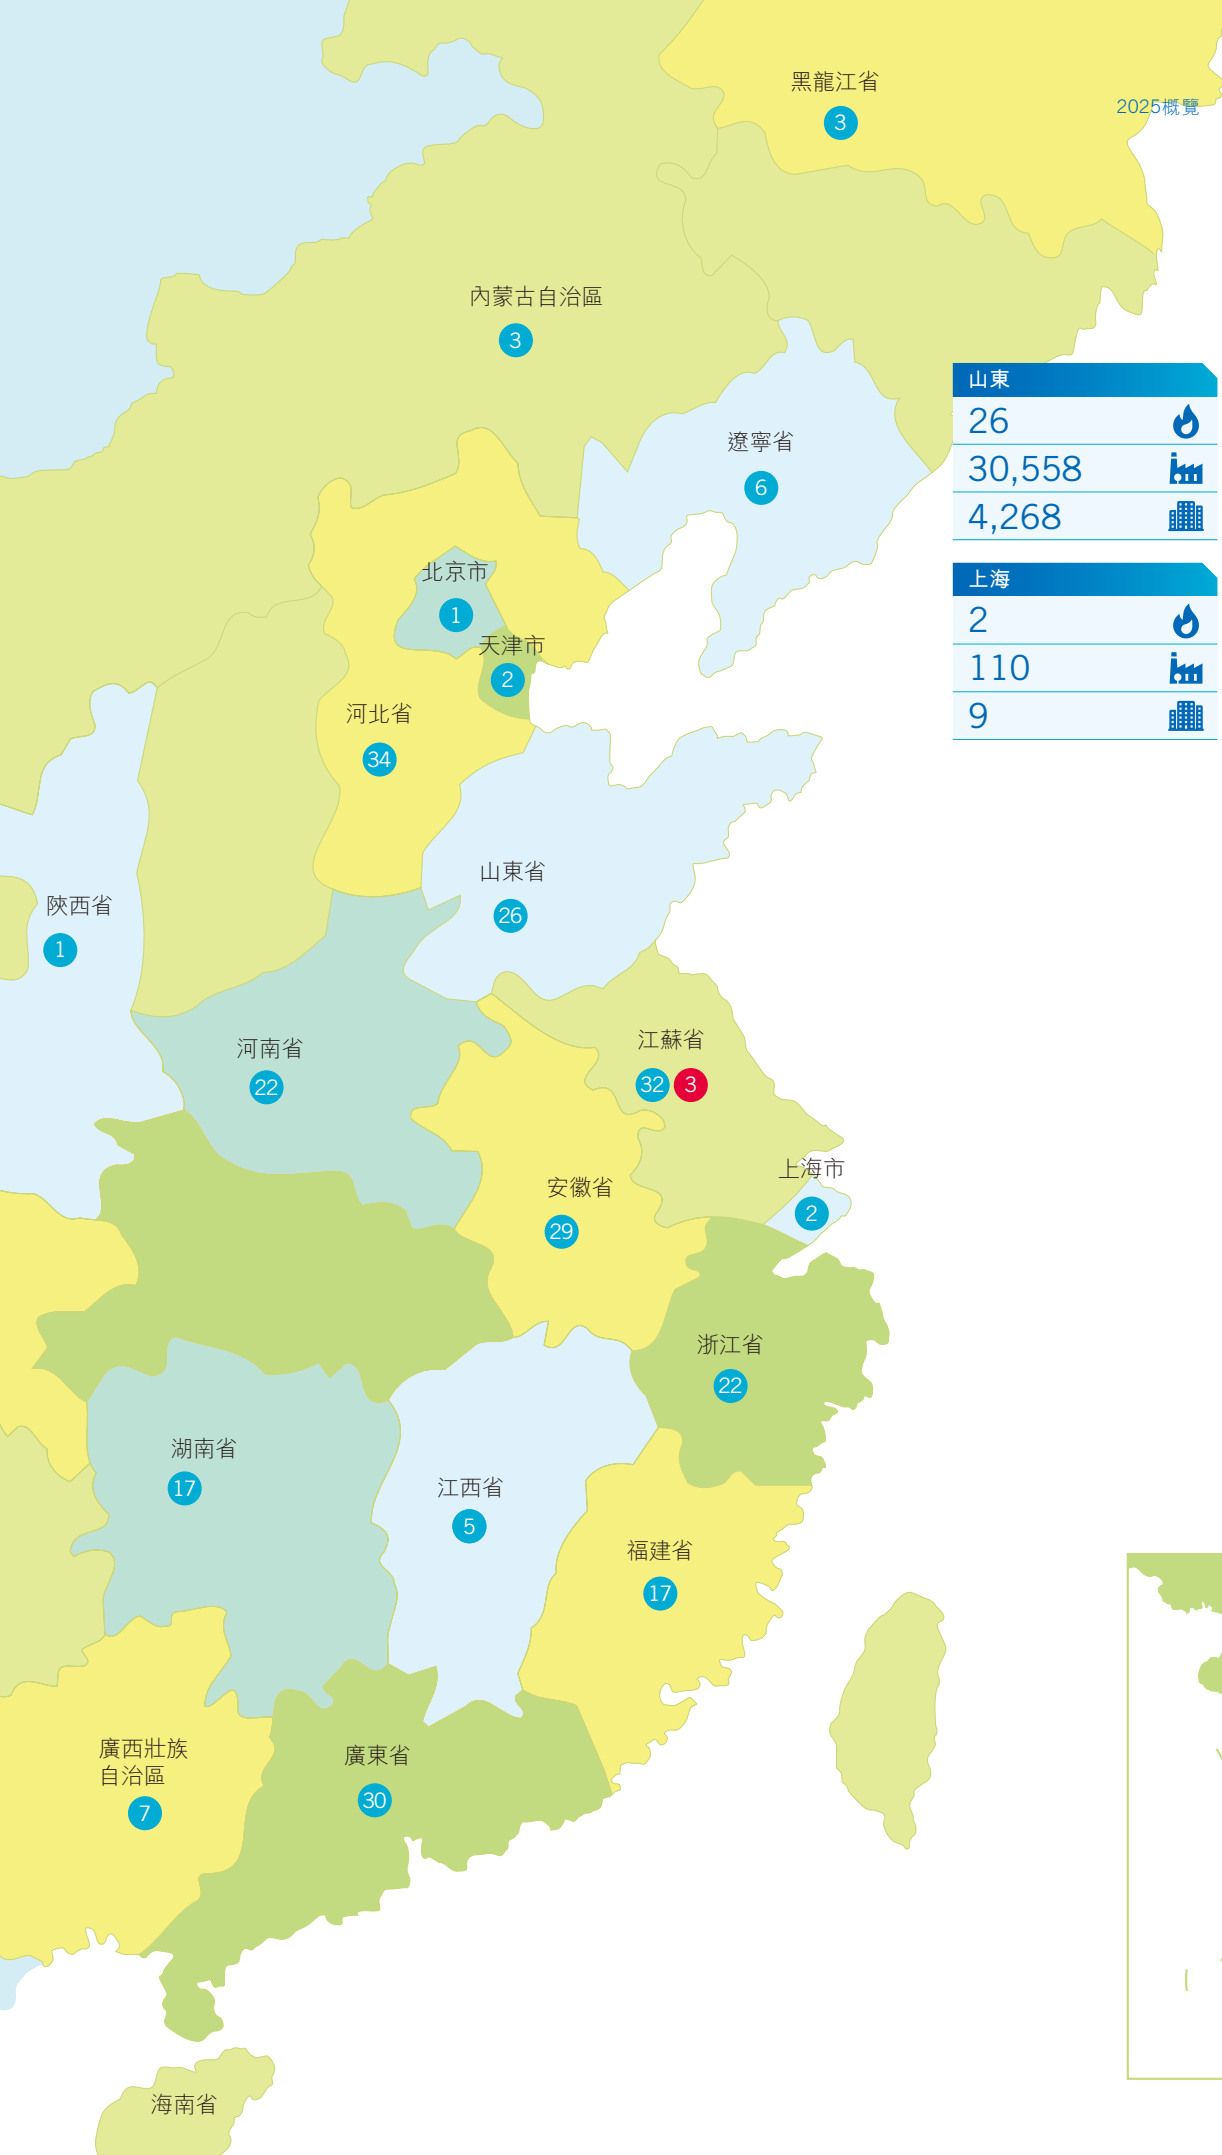 黑龍江省
3
2025概覽
內蒙古自治區
3
山東
26
30,558
4,268
遼寧省
6
上海
2
110
9
北京市
1
天津市
2
河北省
34
山東省
26
陝西省
1
河南省
22
江蘇省
32 3
上海市
2
安徽省
29
浙江省
22
湖南省
17
江西省
5
福建省
17
廣西壯族
自治區
7
廣東省
30
海南省